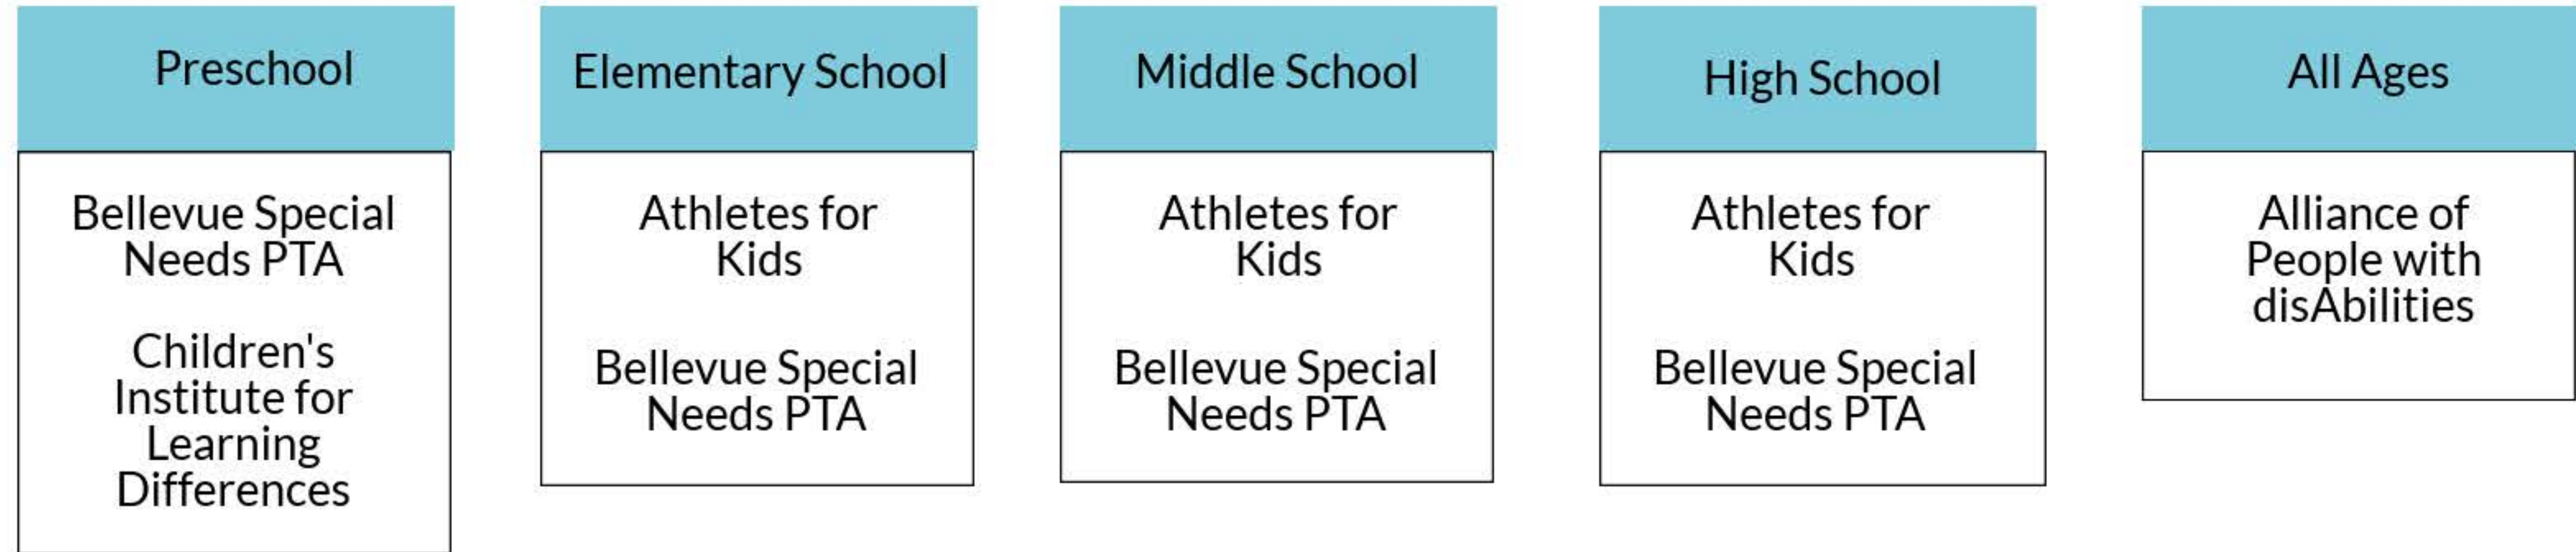 Preschool
Bellevue Special
Needs PTA
Children's
Institute for
Learning
Differences
Elementary School
Athletes for
Kids
Bellevue Special
Needs PTA
Middle School
Athletes for
Kids
Bellevue Special
Needs PTA
High School
Athletes for
Kids
Bellevue Special
Needs PTA
All Ages
Alliance of
People with
disAbilities